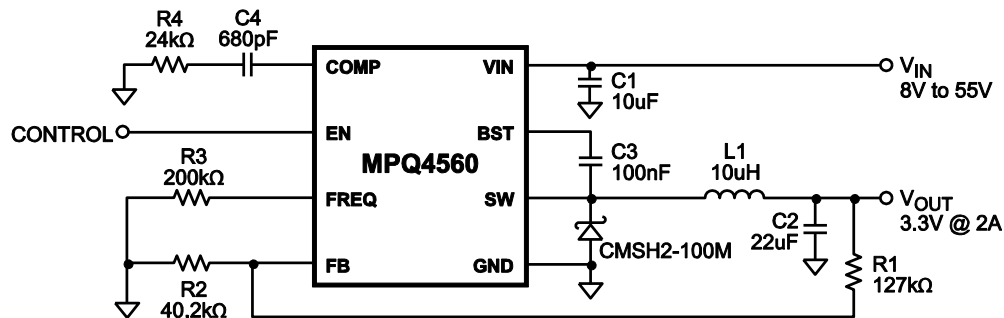 R4
24kΩ
C4
680pF
COMP
VIN
V_IN
8V to 55V
C1
10uF
CONTROL
EN
BST
MPQ4560
C3
100nF
L1
10uH
R3
200kΩ
FREQ
SW
V_OUT
3.3V @ 2A
C2
22uF
CMSH2-100M
R2
40.2kΩ
FB
GND
R1
127kΩ